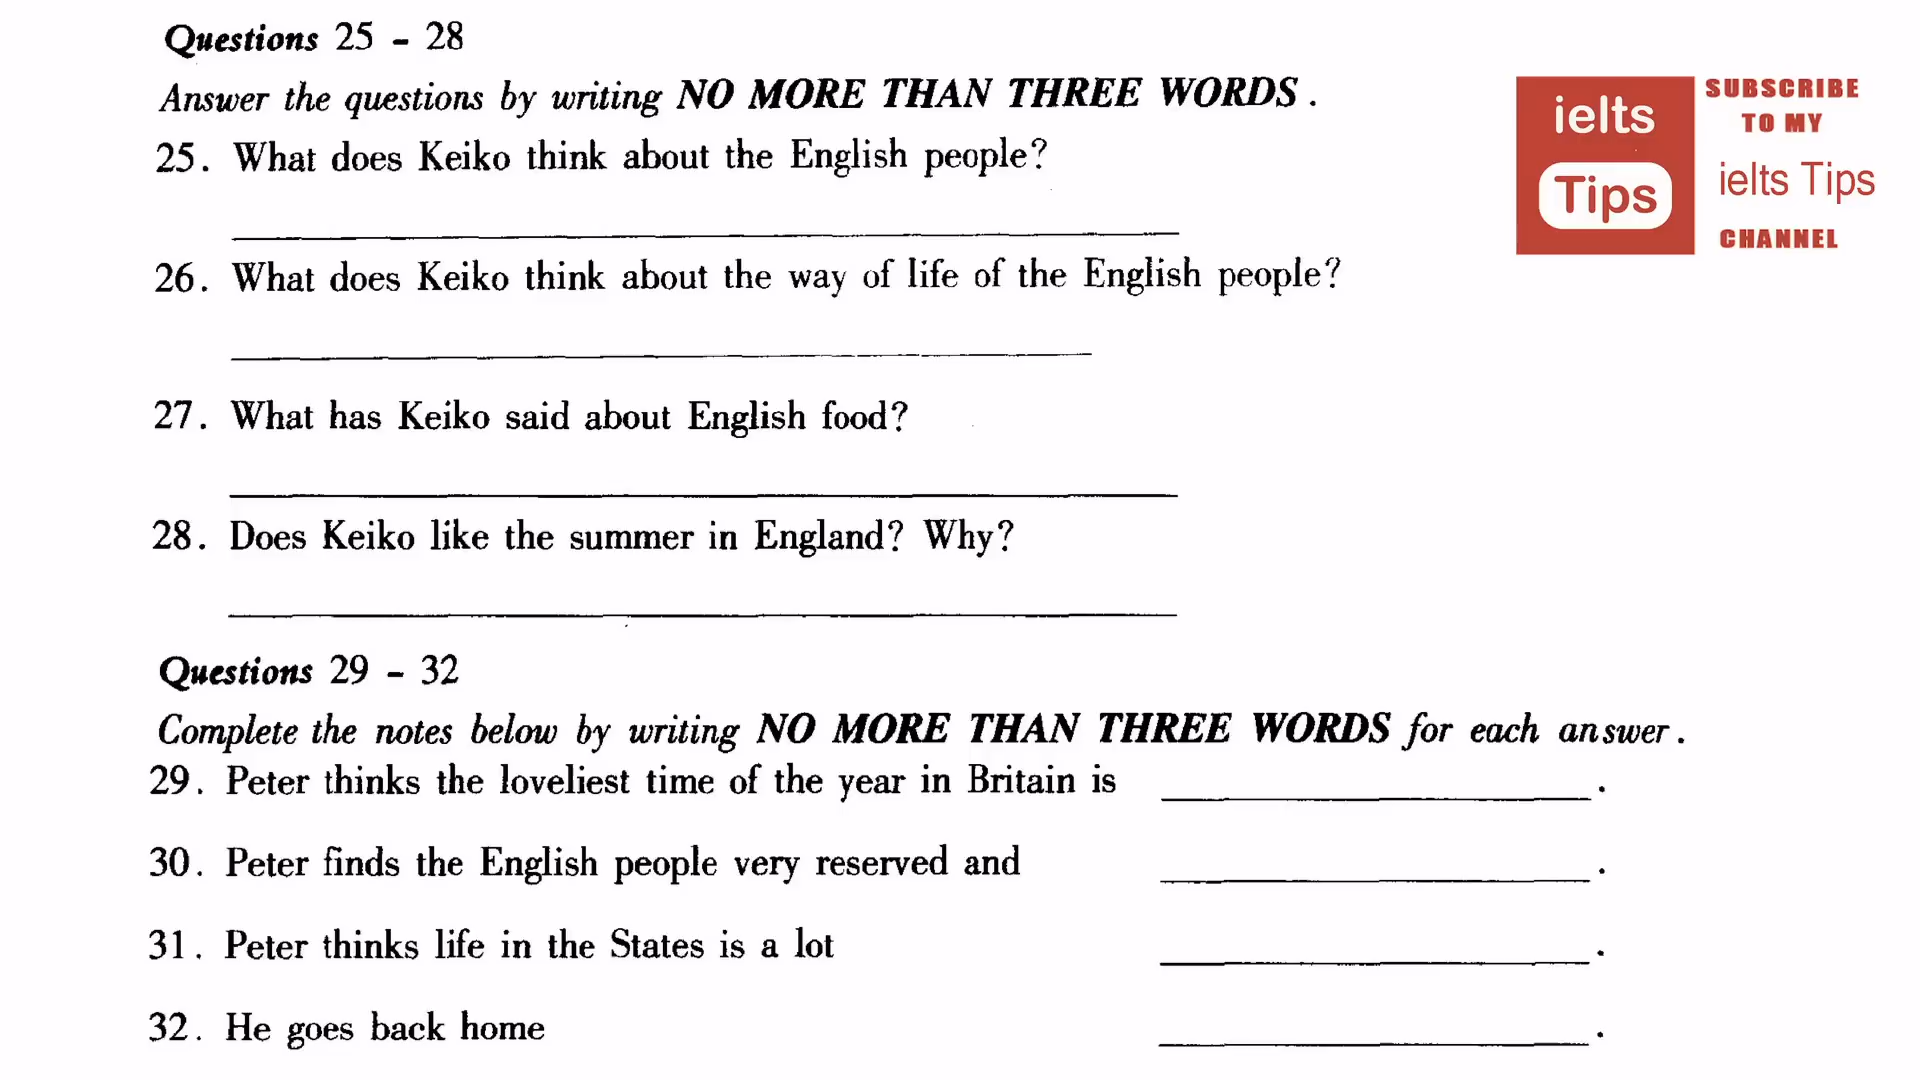 Questions 25 - 28
Answer the questions by writing NO MORE THAN THREE WORDS.
25. What does Keiko think about the English people?
26. What does Keiko think about the way of life of the English people?
27. What has Keiko said about English food?
28. Does Keiko like the summer in England? Why?
Questions 29 - 32
Complete the notes below by writing NO MORE THAN THREE WORDS for each answer.
29. Peter thinks the loveliest time of the year in Britain is ____________.
30. Peter finds the English people very reserved and ____________.
31. Peter thinks life in the States is a lot ____________.
32. He goes back home ____________.
ielts
Tips
SUBSCRIBE
TO MY
ielts Tips
CHANNEL